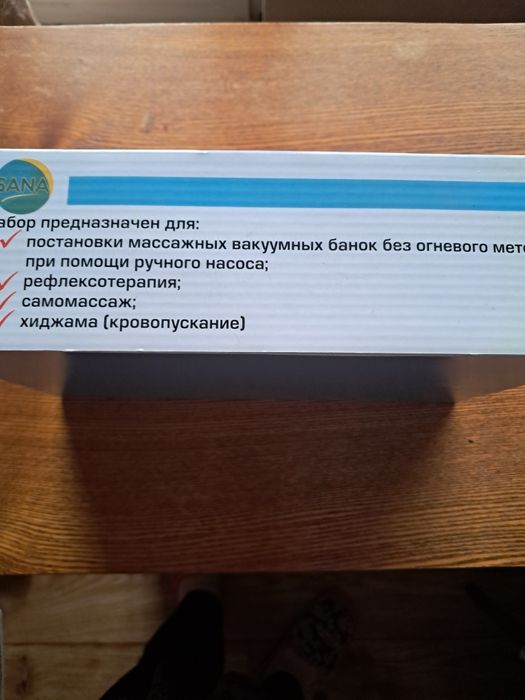 SANA
абор предназначен для:
постановки массажных вакуумных банок без огневого мет
при помощи ручного насоса;
рефлексотерапия;
самомассаж;
хиджама (кровопускание)